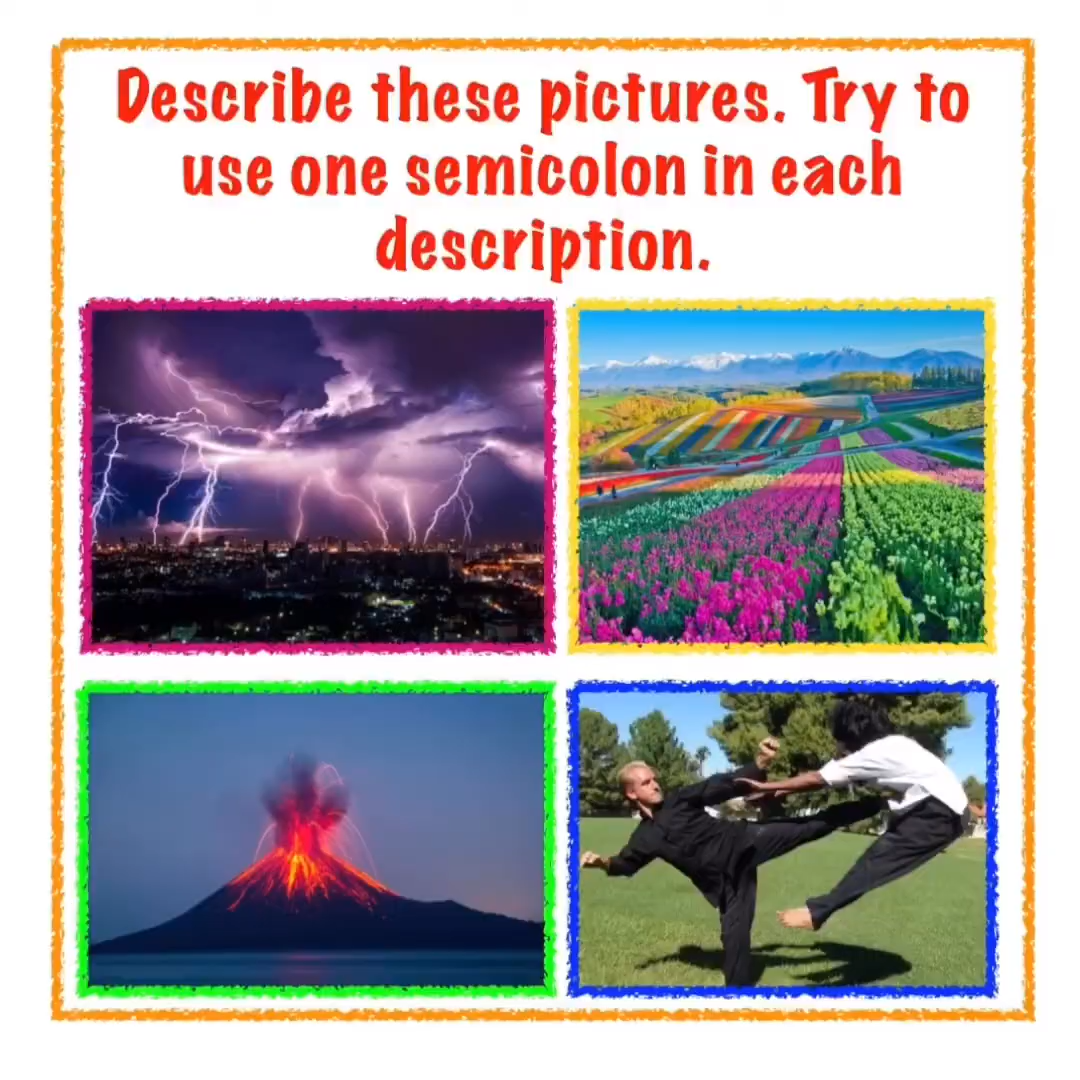 Describe these pictures. Try to
use one semicolon in each
description.